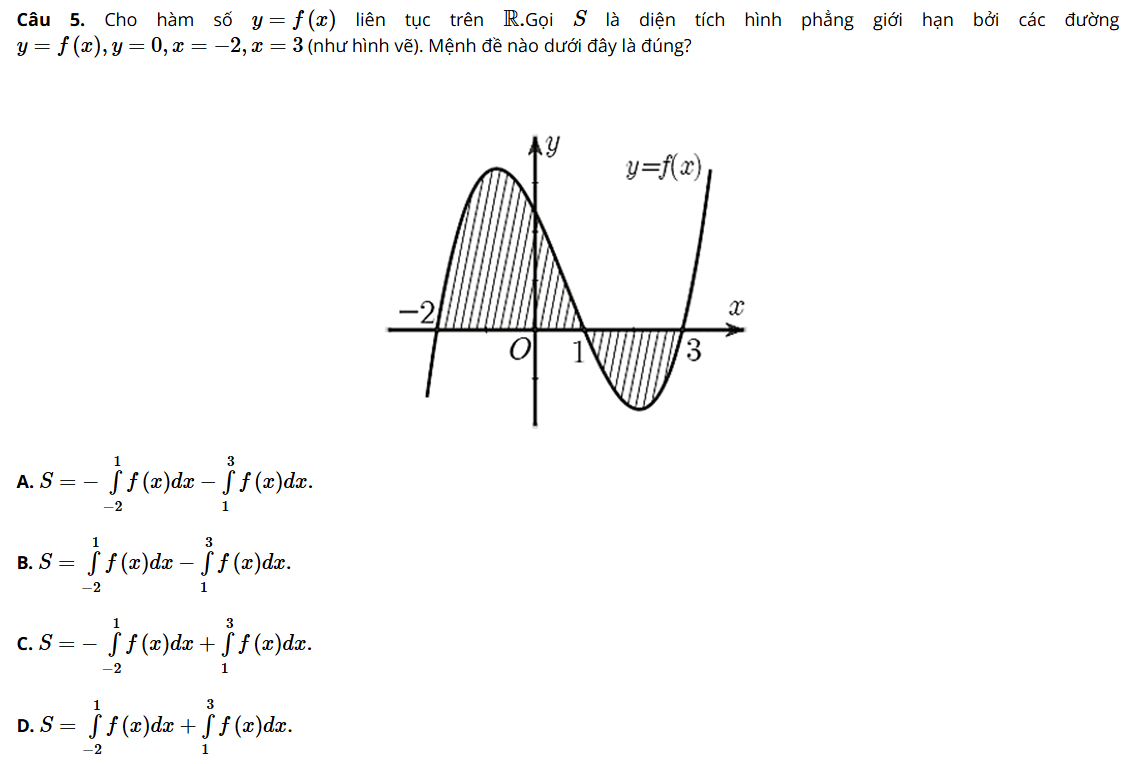 Câu 5. Cho hàm số y = f(x) liên tục trên ℝ.Gọi S là diện tích hình phẳng giới hạn bởi các đường
y = f(x), y = 0, x = −2, x = 3 (như hình vẽ). Mệnh đề nào dưới đây là đúng?
y
y=f(x)
−2
x
O
1
3
A. S = − ∫_{−2}^{1} f(x)dx − ∫_{1}^{3} f(x)dx.
B. S = ∫_{−2}^{1} f(x)dx − ∫_{1}^{3} f(x)dx.
C. S = − ∫_{−2}^{1} f(x)dx + ∫_{1}^{3} f(x)dx.
D. S = ∫_{−2}^{1} f(x)dx + ∫_{1}^{3} f(x)dx.